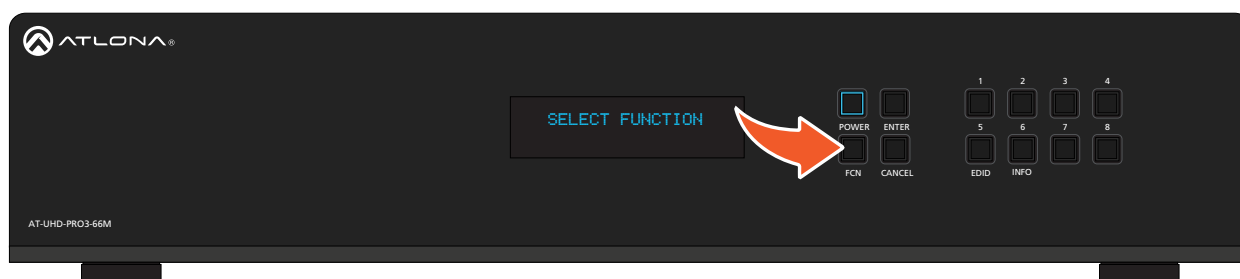 ATLONA®
SELECT FUNCTION
POWER ENTER
FCN CANCEL
1 2 3 4
5 6 7 8
EDID INFO
AT-UHD-PRO3-66M